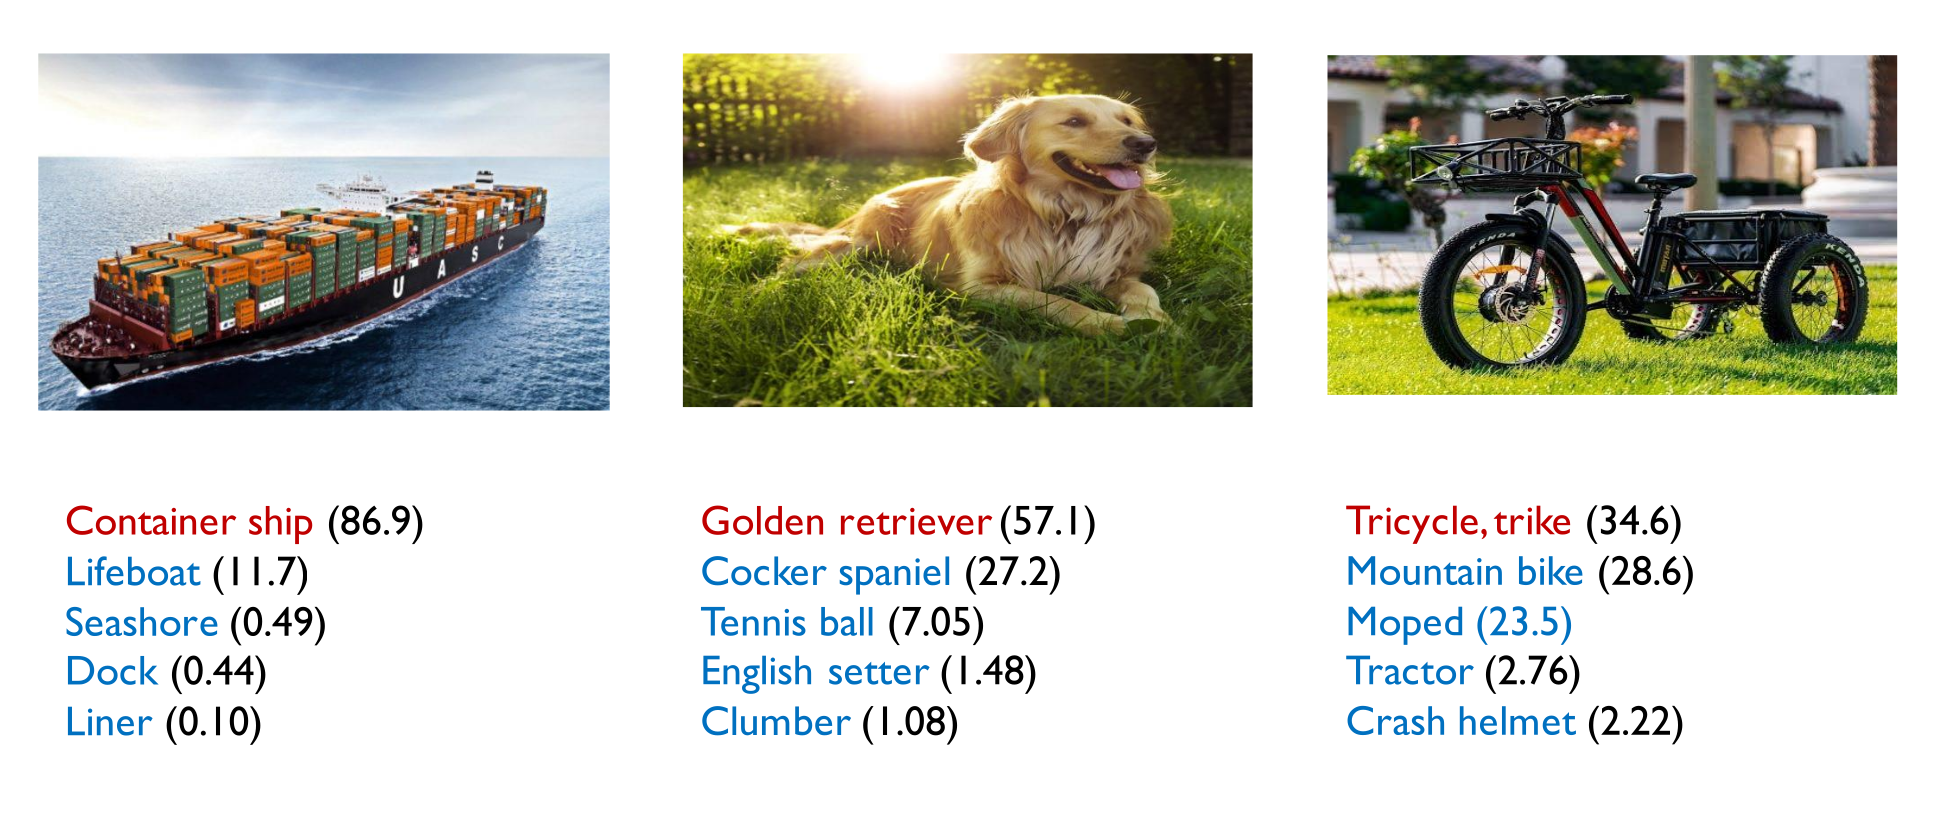 U A S C
KENDA
KENDA
Container ship (86.9)
Lifeboat (11.7)
Seashore (0.49)
Dock (0.44)
Liner (0.10)
Golden retriever (57.1)
Cocker spaniel (27.2)
Tennis ball (7.05)
English setter (1.48)
Clumber (1.08)
Tricycle, trike (34.6)
Mountain bike (28.6)
Moped (23.5)
Tractor (2.76)
Crash helmet (2.22)